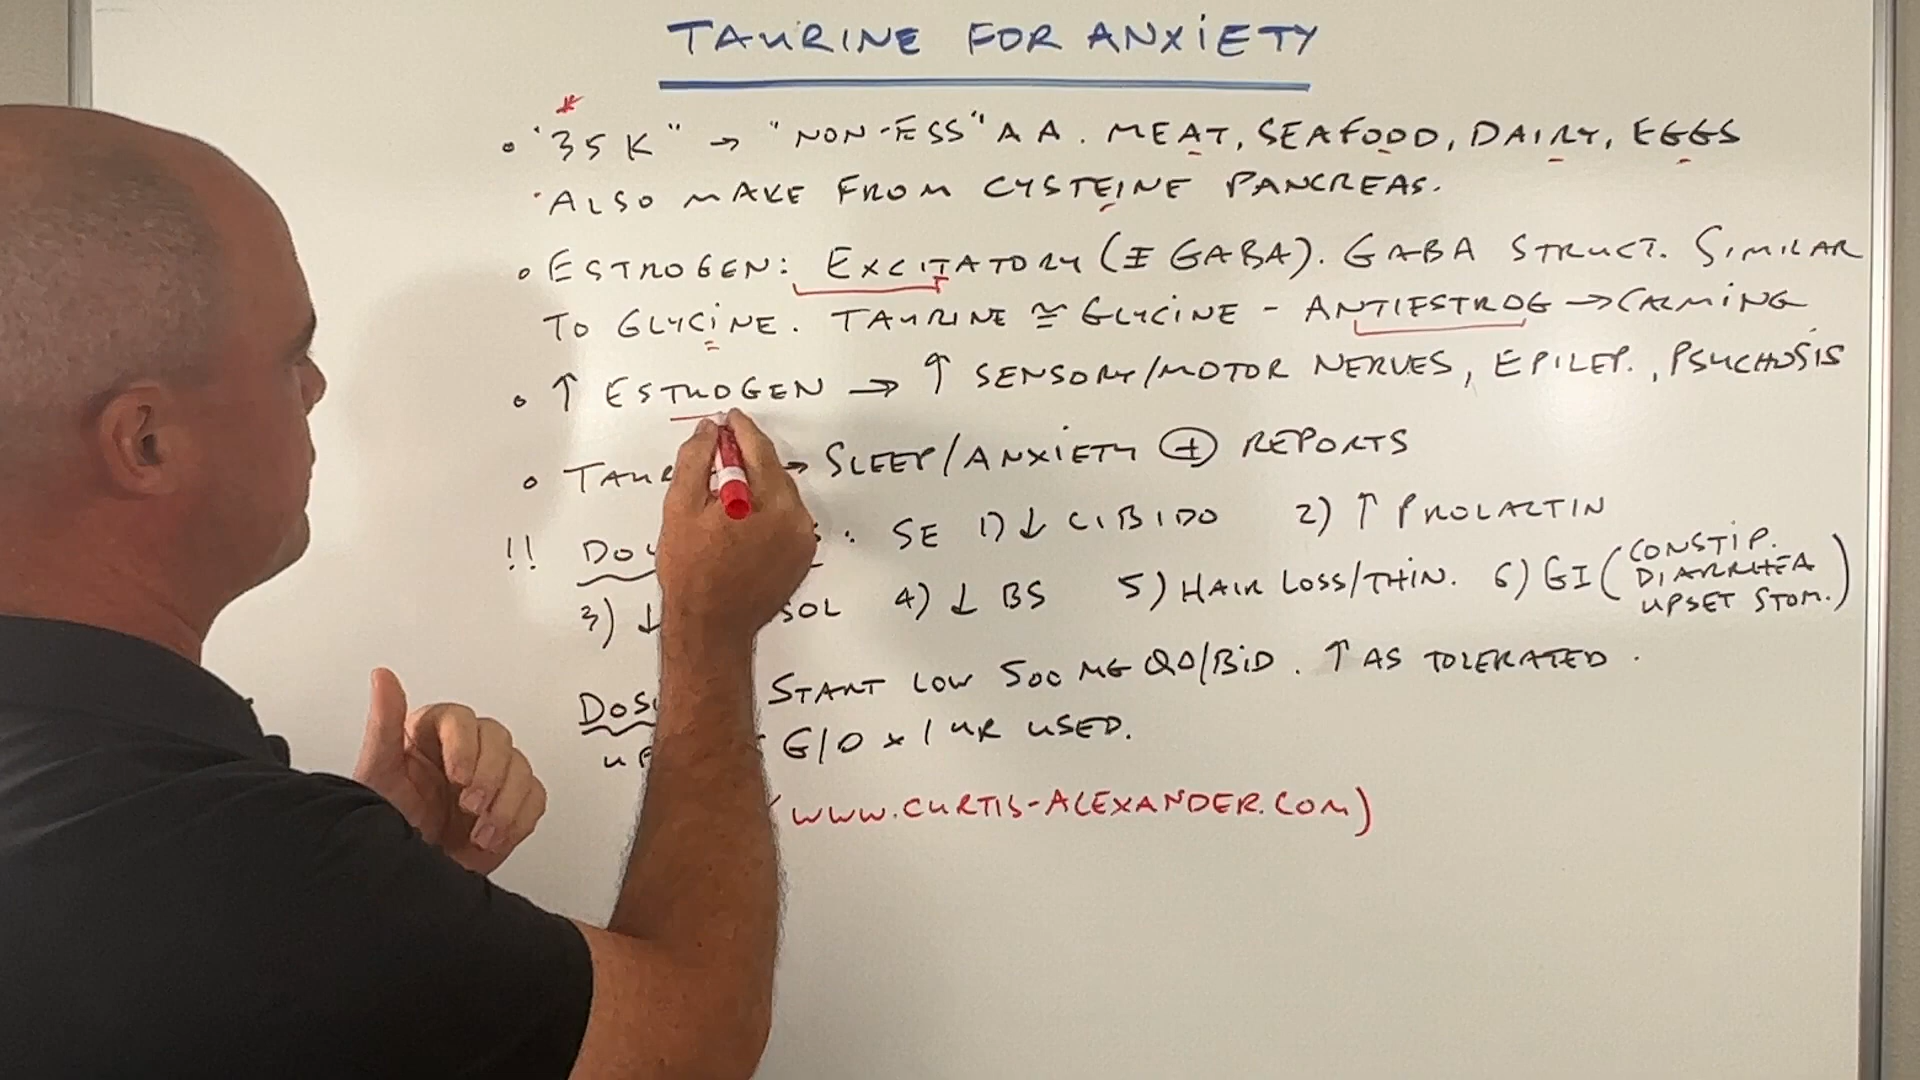 TAURINE FOR ANXIETY
"35K" → "NON-ESS" AA. MEAT, SEAFOOD, DAIRY, EGGS
ALSO MAKE FROM CYSTEINE PANCREAS.
ESTROGEN: EXCITATORY (I GABA). GABA STRUCT. SIMILAR
TO GLYCINE. TAURINE ≅ GLYCINE - ANTIESTROG → CALMING
↑ ESTROGEN → ↑ SENSORY/MOTOR NERVES, EPILEP., PSYCHOSIS
TAUR → SLEEP/ANXIETY ⊕ REPORTS
!! SE 1) ↓ LIBIDO 2) ↑ PROLACTIN
3) ↓ SOL 4) ↓ BS 5) HAIR LOSS/THIN. 6) GI (CONSTIP.
DIARRHEA
UPSET STOM.)
DOS START LOW 500 MG QD/BID. ↑ AS TOLERATED.
G/D x 1 YR USED.
(WWW.CURTIS-ALEXANDER.COM)